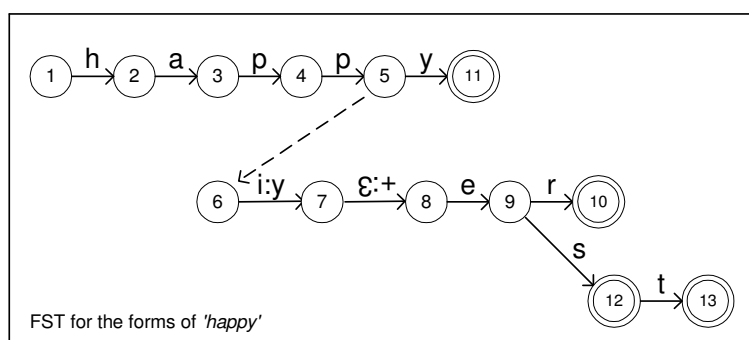 h a p p y
1 2 3 4 5 11
i:y ε:+ e r
6 7 8 9 10
s
t
12 13
FST for the forms of 'happy'